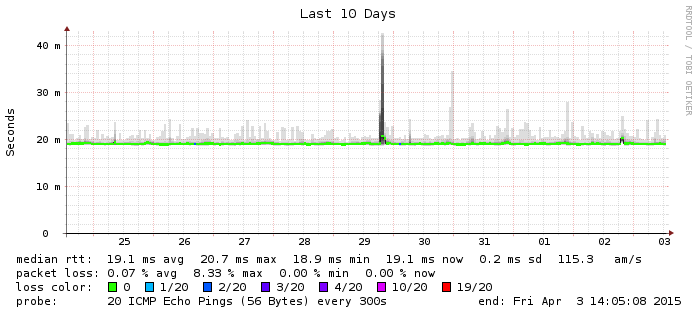 Last 10 Days
RRDTOOL / TOBI OETIKER
Seconds
40 m
30 m
20 m
10 m
0
25 26 27 28 29 30 31 01 02 03
median rtt: 19.1 ms avg 20.7 ms max 18.9 ms min 19.1 ms now 0.2 ms sd 115.3 am/s
packet loss: 0.07 % avg 8.33 % max 0.00 % min 0.00 % now
loss color: 0 1/20 2/20 3/20 4/20 10/20 19/20
probe: 20 ICMP Echo Pings (56 Bytes) every 300s end: Fri Apr 3 14:05:08 2015